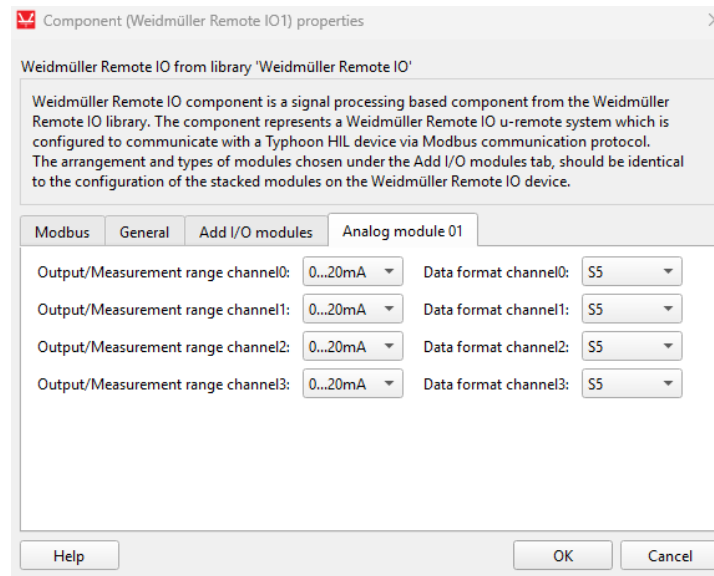 Component (Weidmüller Remote IO1) properties
Weidmüller Remote IO from library 'Weidmüller Remote IO'
Weidmüller Remote IO component is a signal processing based component from the Weidmüller
Remote IO library. The component represents a Weidmüller Remote IO u-remote system which is
configured to communicate with a Typhoon HIL device via Modbus communication protocol.
The arrangement and types of modules chosen under the Add I/O modules tab, should be identical
to the configuration of the stacked modules on the Weidmüller Remote IO device.
Modbus General Add I/O modules Analog module 01
Output/Measurement range channel0: 0...20mA Data format channel0: S5
Output/Measurement range channel1: 0...20mA Data format channel1: S5
Output/Measurement range channel2: 0...20mA Data format channel2: S5
Output/Measurement range channel3: 0...20mA Data format channel3: S5
Help OK Cancel